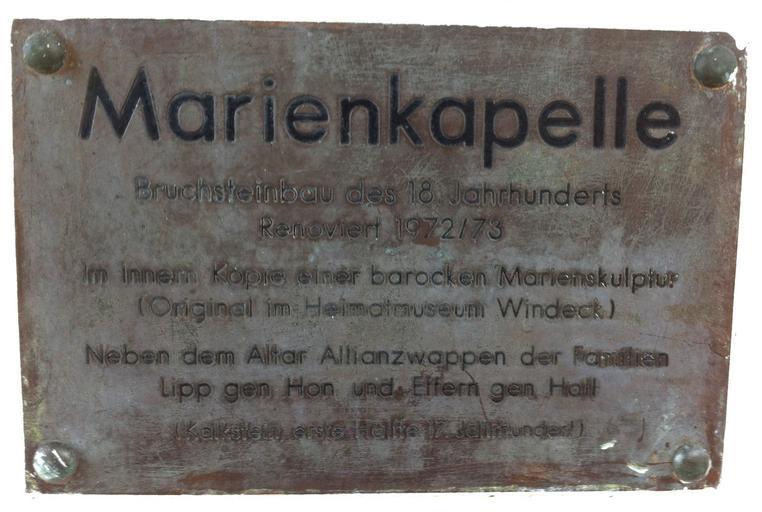 Marienkapelle
Bruchsteinbau des 18. Jahrhunderts
Renoviert 1972/73
Im Innern Kopie einer barocken Marienskulptur
(Original im Heimatmuseum Windeck)
Neben dem Altar Allianzwappen der Familien
Lipp gen Hon und Elfern gen Hall
(Kalkstein, erste Hälfte 17. Jahrhundert)